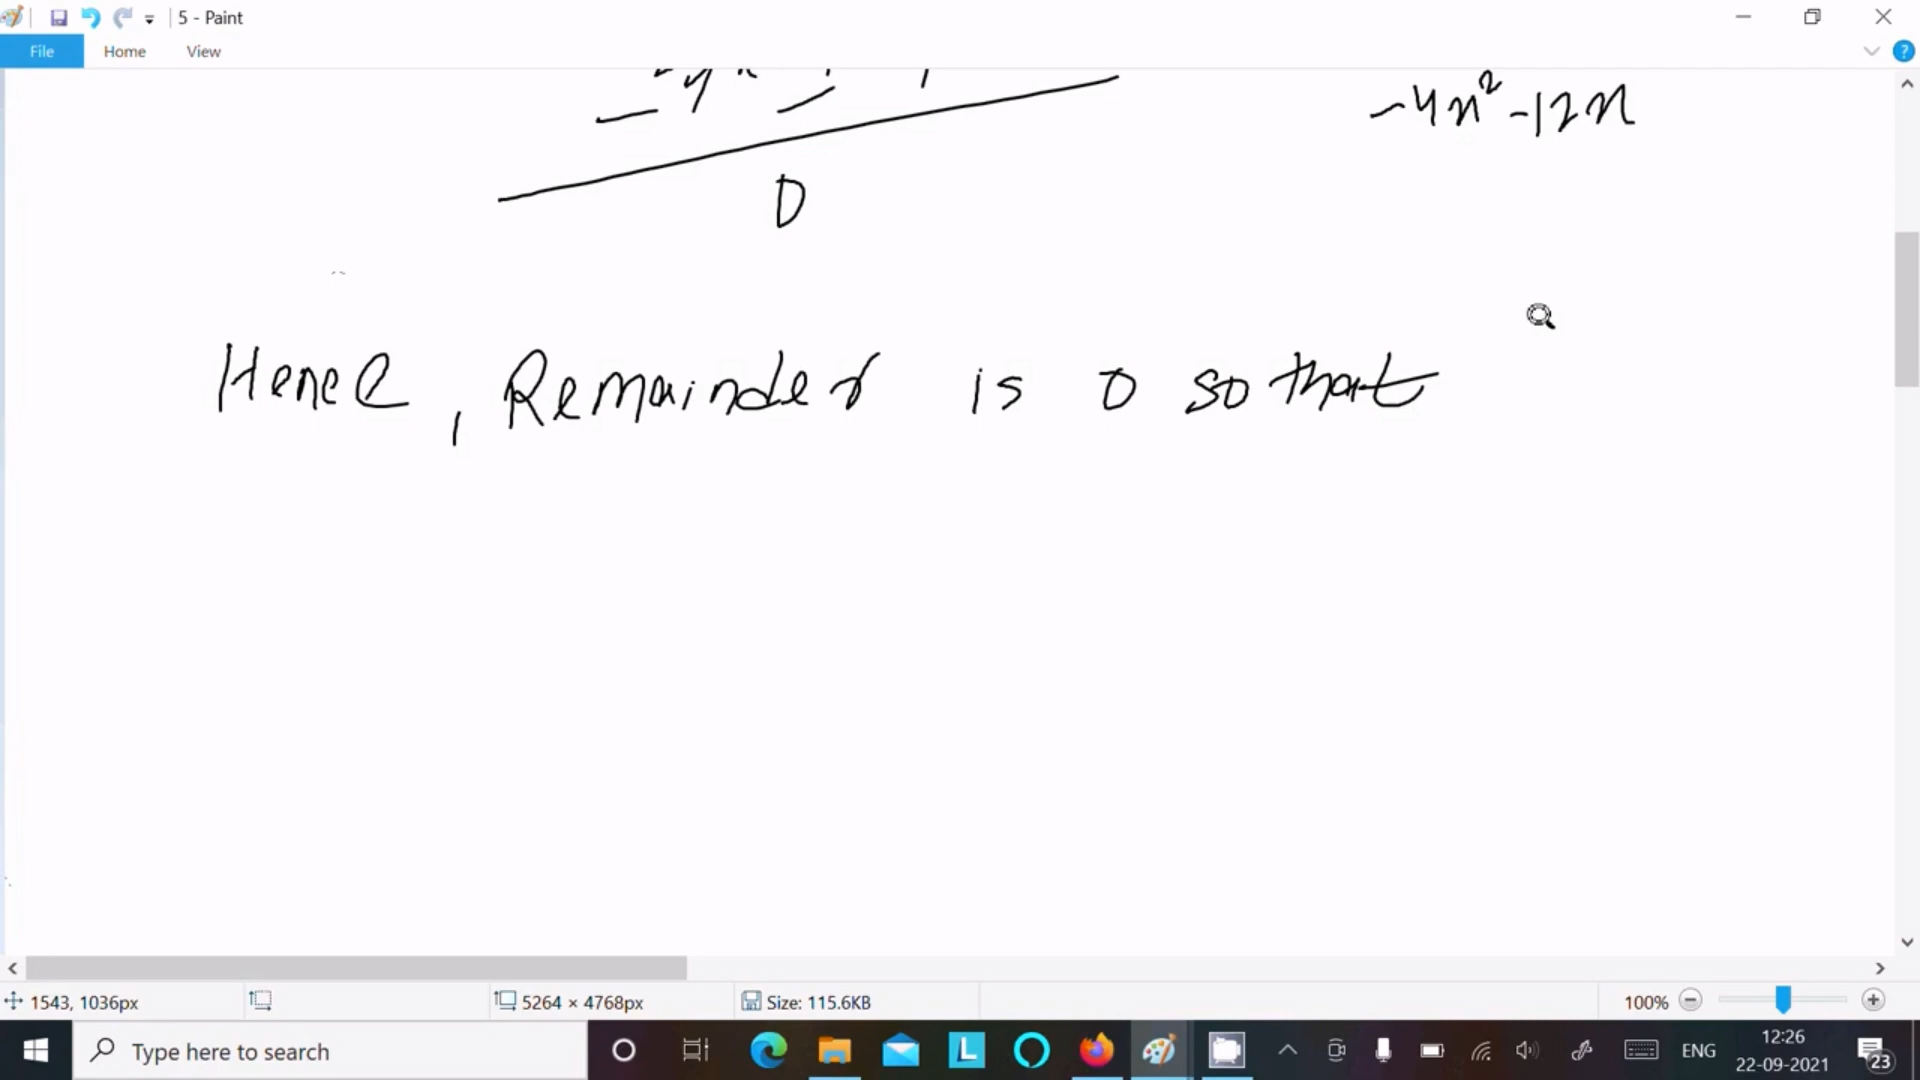 5 - Paint
File Home View
-4x² -12x
0
Hence, Remainder is 0 so that
1543, 1036px 5264 × 4768px Size: 115.6KB 100%
Type here to search
L
ENG
12:26
22-09-2021
23